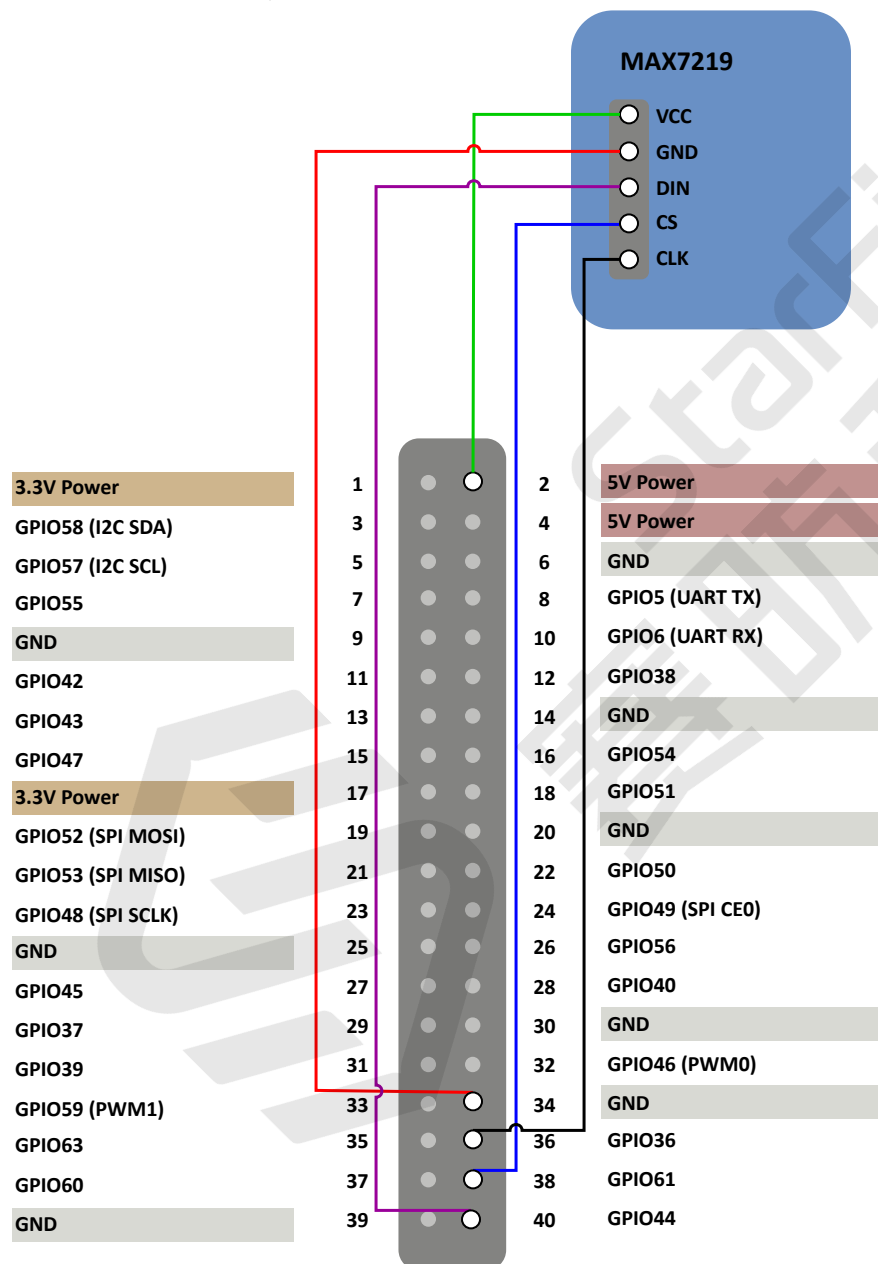 MAX7219
VCC
GND
DIN
CS
CLK
3.3V Power 1 2 5V Power
GPIO58 (I2C SDA) 3 4 5V Power
GPIO57 (I2C SCL) 5 6 GND
GPIO55 7 8 GPIO5 (UART TX)
GND 9 10 GPIO6 (UART RX)
GPIO42 11 12 GPIO38
GPIO43 13 14 GND
GPIO47 15 16 GPIO54
3.3V Power 17 18 GPIO51
GPIO52 (SPI MOSI) 19 20 GND
GPIO53 (SPI MISO) 21 22 GPIO50
GPIO48 (SPI SCLK) 23 24 GPIO49 (SPI CE0)
GND 25 26 GPIO56
GPIO45 27 28 GPIO40
GPIO37 29 30 GND
GPIO39 31 32 GPIO46 (PWM0)
GPIO59 (PWM1) 33 34 GND
GPIO63 35 36 GPIO36
GPIO60 37 38 GPIO61
GND 39 40 GPIO44